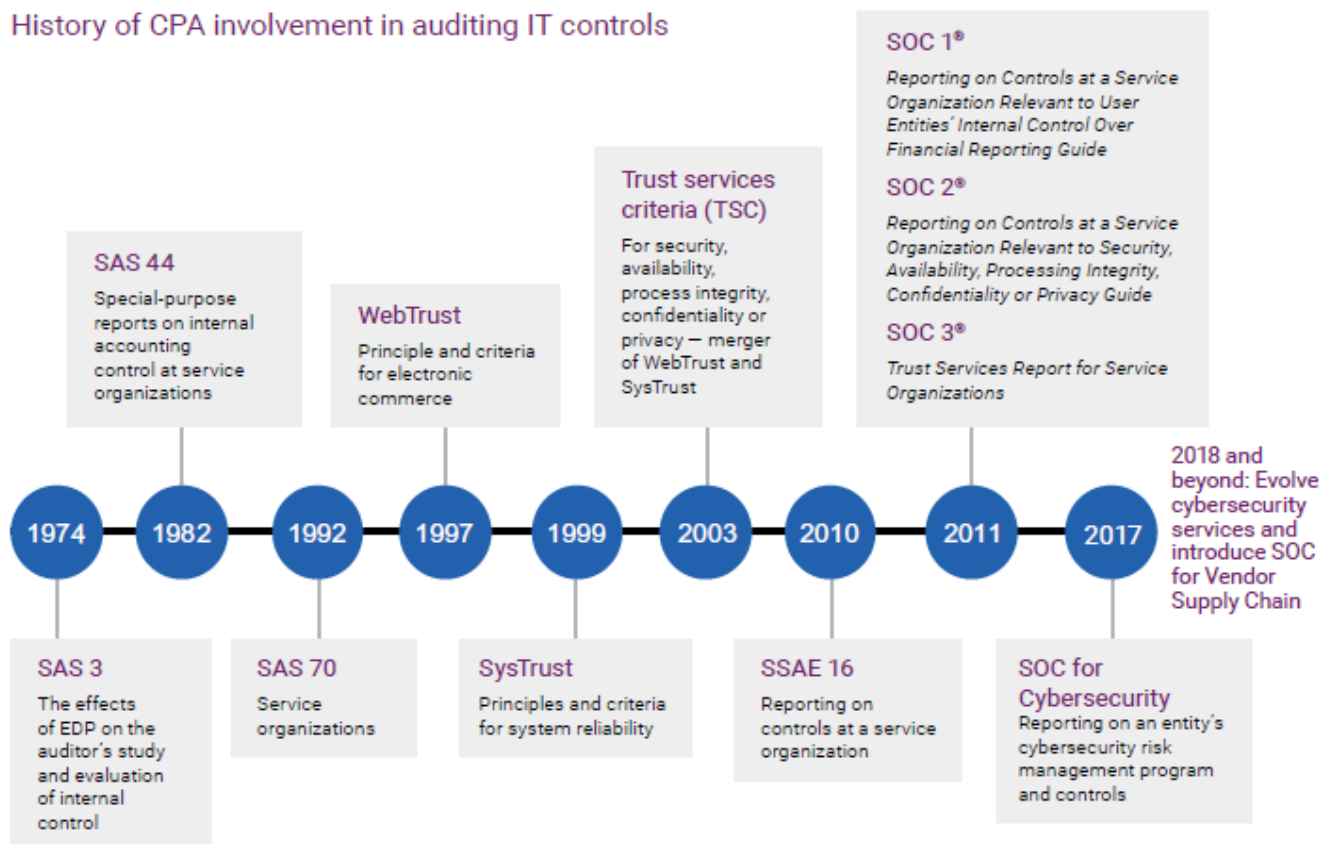 History of CPA involvement in auditing IT controls
SAS 44
Special-purpose
reports on internal
accounting
control at service
organizations
WebTrust
Principle and criteria
for electronic
commerce
Trust services
criteria (TSC)
For security,
availability,
process integrity,
confidentiality or
privacy — merger
of WebTrust and
SysTrust
SOC 1®
Reporting on Controls at a Service
Organization Relevant to User
Entities' Internal Control Over
Financial Reporting Guide
SOC 2®
Reporting on Controls at a Service
Organization Relevant to Security,
Availability, Processing Integrity,
Confidentiality or Privacy Guide
SOC 3®
Trust Services Report for Service
Organizations
1974
1982
1992
1997
1999
2003
2010
2011
2017
2018 and
beyond: Evolve
cybersecurity
services and
introduce SOC
for Vendor
Supply Chain
SAS 3
The effects
of EDP on the
auditor's study
and evaluation
of internal
control
SAS 70
Service
organizations
SysTrust
Principles and criteria
for system reliability
SSAE 16
Reporting on
controls at a service
organization
SOC for
Cybersecurity
Reporting on an entity's
cybersecurity risk
management program
and controls